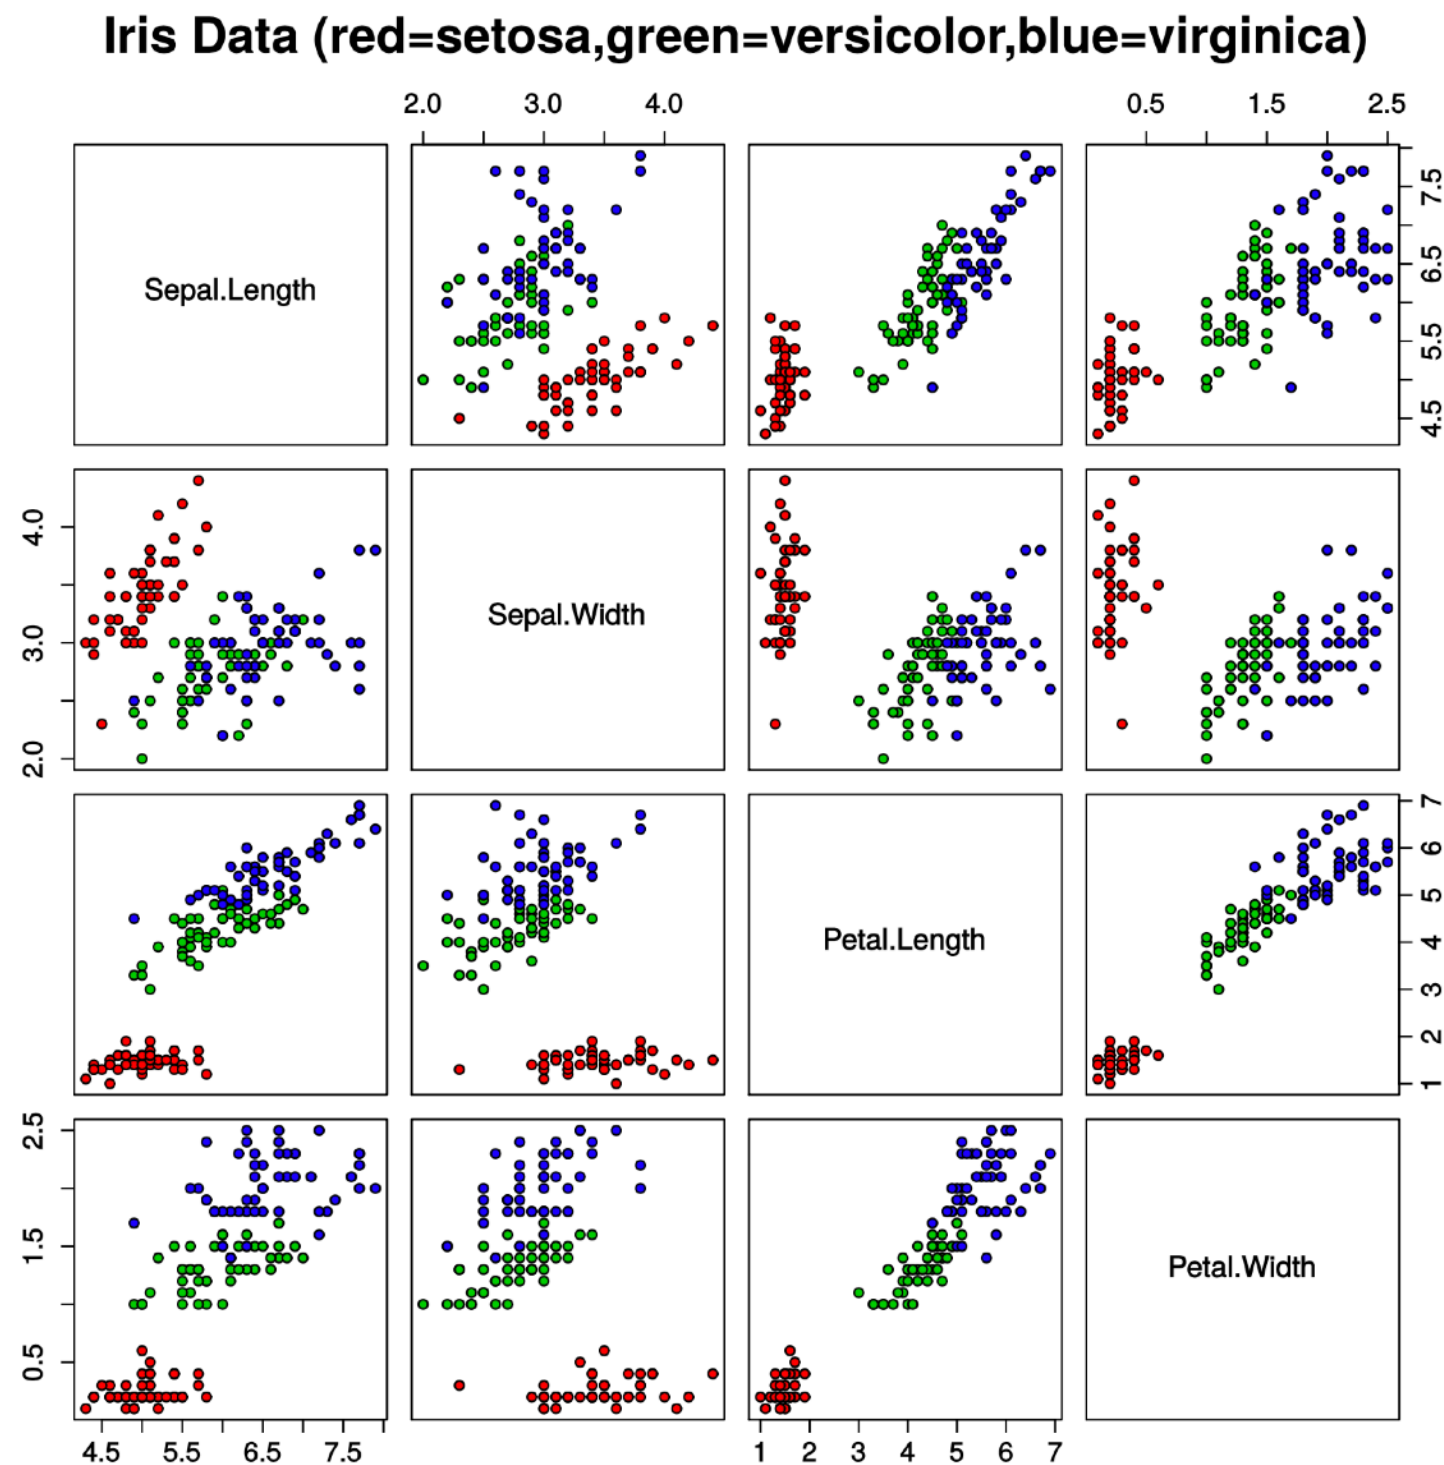 Iris Data (red=setosa,green=versicolor,blue=virginica)
2.0 3.0 4.0
0.5 1.5 2.5
Sepal.Length
4.5 5.5 6.5 7.5
2.0 3.0 4.0
Sepal.Width
Petal.Length
1 2 3 4 5 6 7
0.5 1.5 2.5
Petal.Width
4.5 5.5 6.5 7.5
1 2 3 4 5 6 7